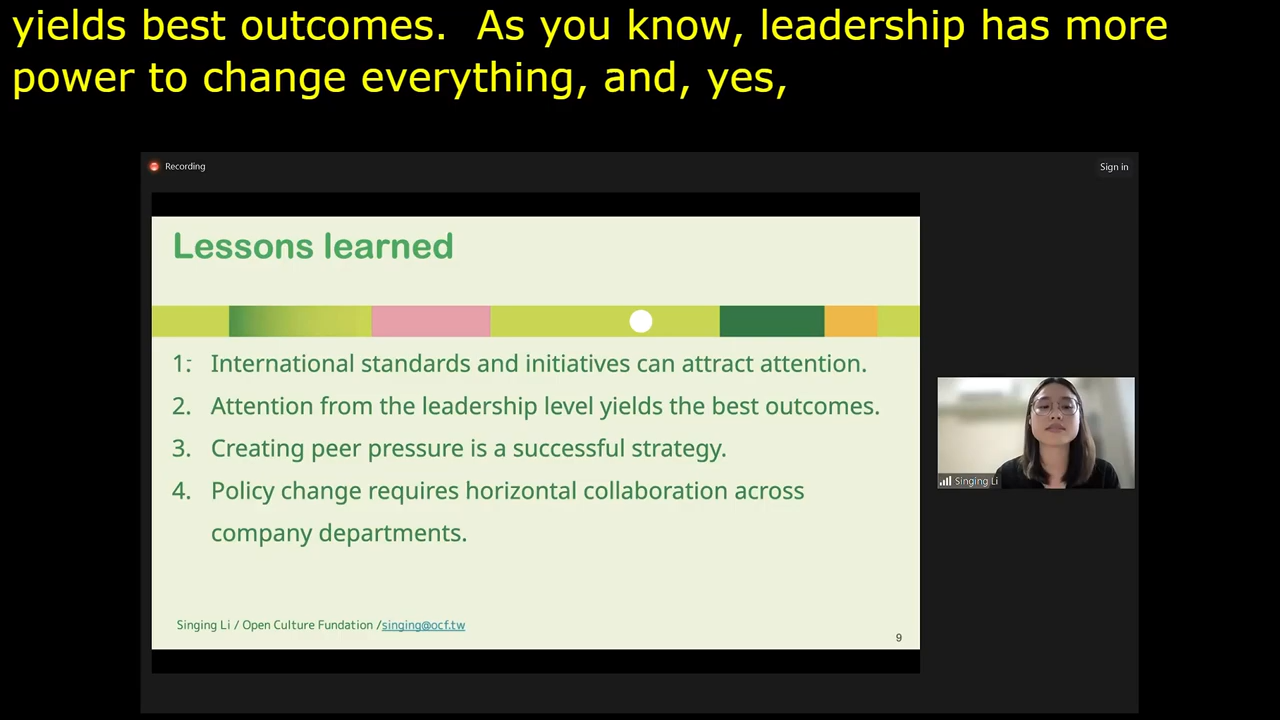 yields best outcomes.  As you know, leadership has more
power to change everything, and, yes,
Recording
Sign in
Lessons learned
1. International standards and initiatives can attract attention.
2. Attention from the leadership level yields the best outcomes.
3. Creating peer pressure is a successful strategy.
4. Policy change requires horizontal collaboration across
company departments.
Singing Li
Singing Li / Open Culture Fundation /singing@ocf.tw
9